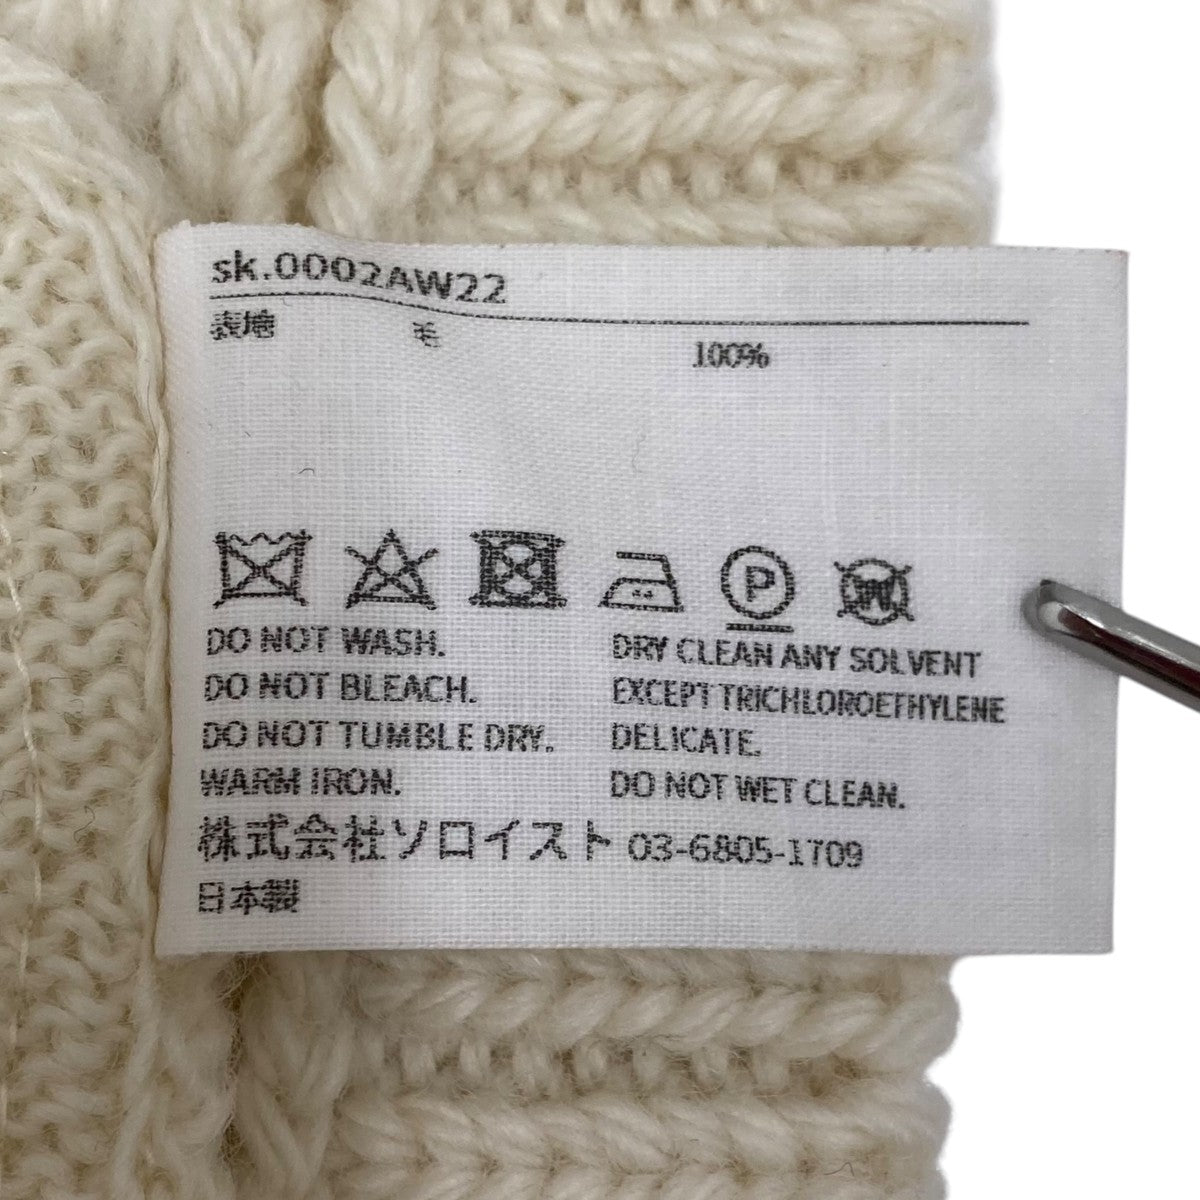 sk.0002AW22
表地 毛 100%
P W
DO NOT WASH.
DO NOT BLEACH.
DO NOT TUMBLE DRY.
WARM IRON.
DRY CLEAN ANY SOLVENT
EXCEPT TRICHLOROETHYLENE
DELICATE.
DO NOT WET CLEAN.
株式会社ソロイスト 03-6805-1709
日本製